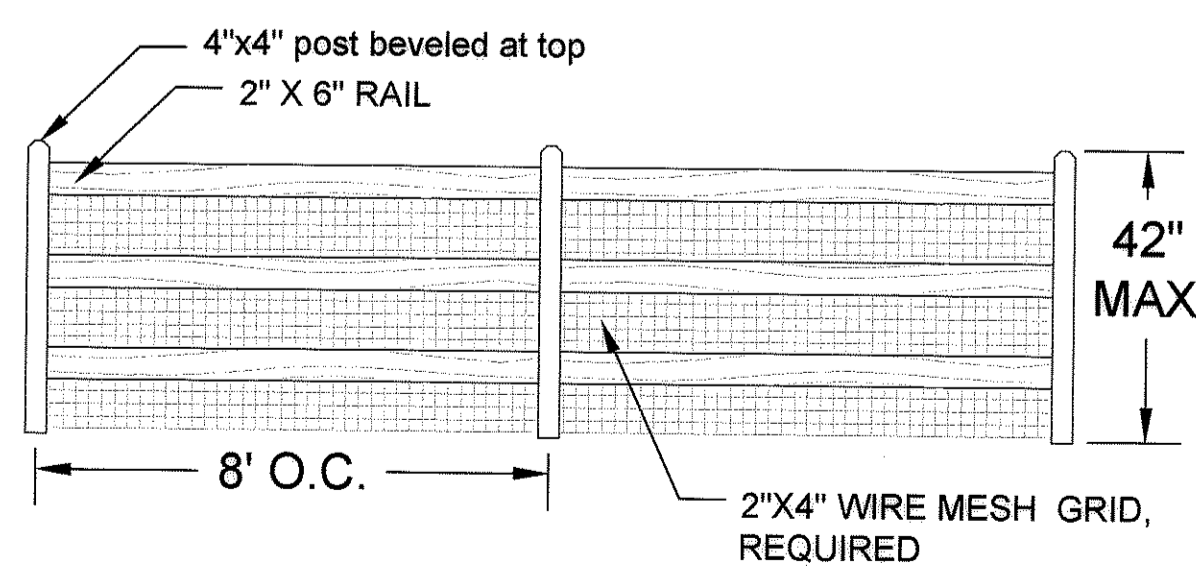 4"x4" post beveled at top
2" X 6" RAIL
42"
MAX
8' O.C.
2"X4" WIRE MESH GRID,
REQUIRED